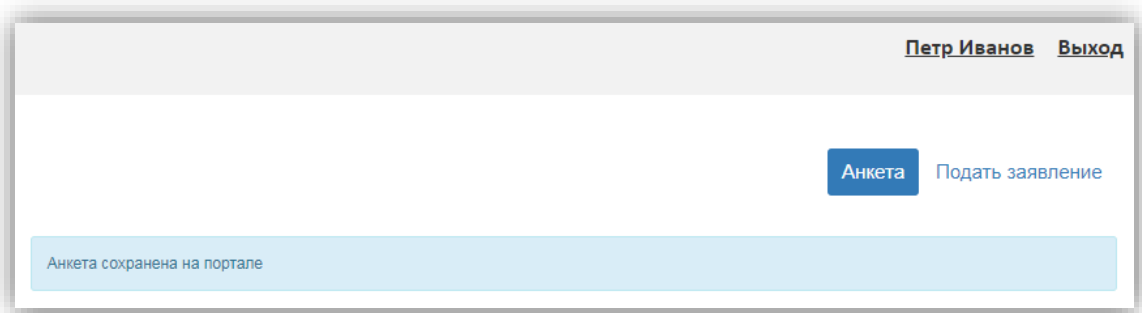 Петр Иванов Выход
Анкета Подать заявление
Анкета сохранена на портале